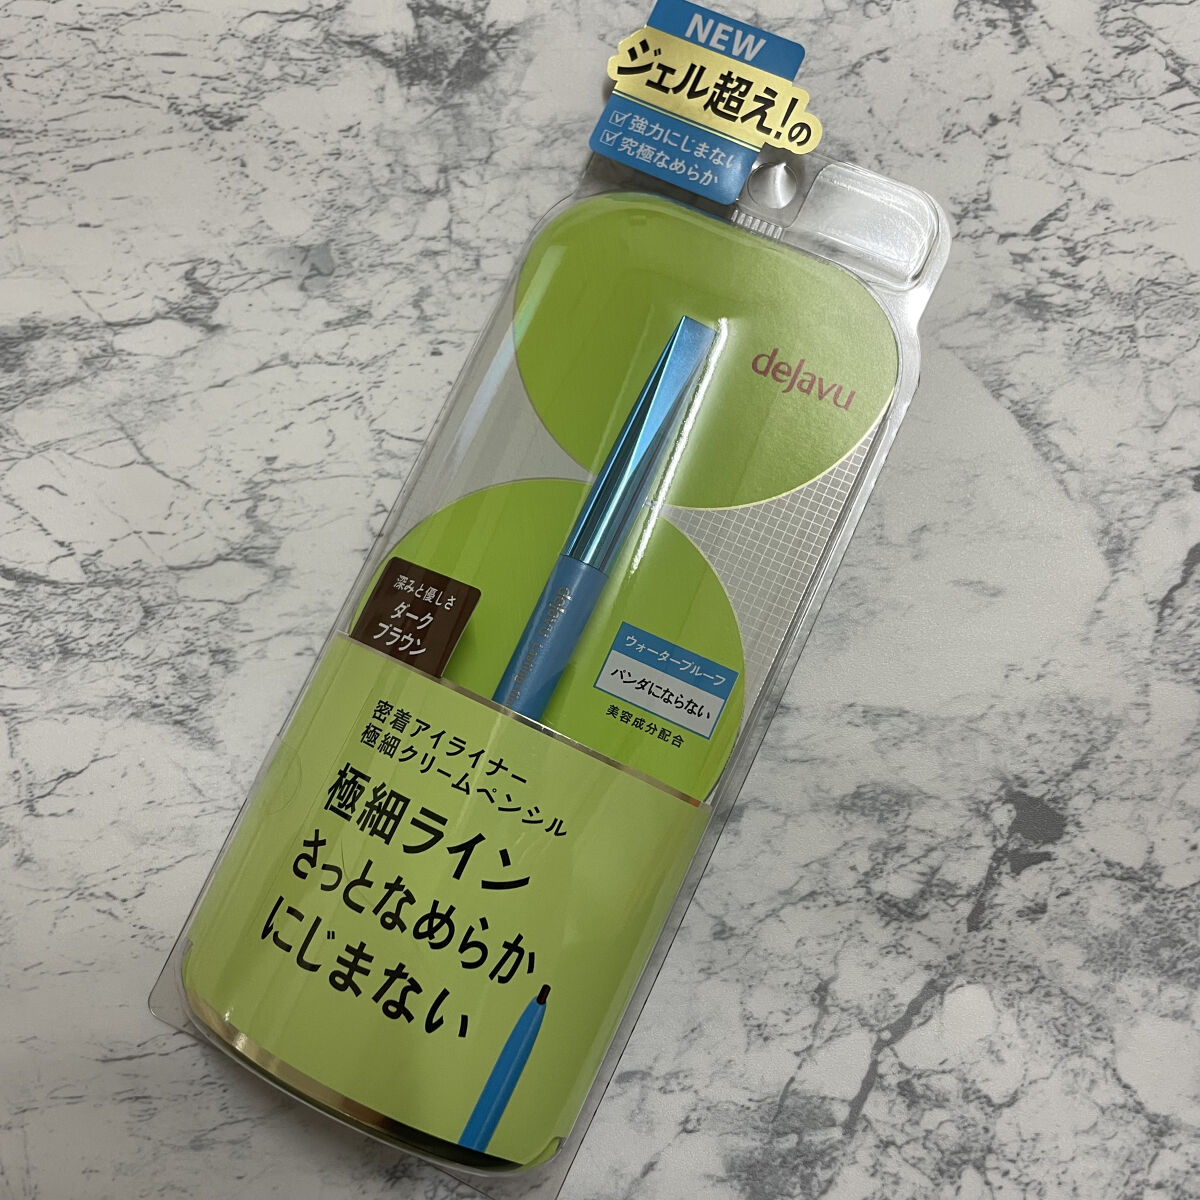 NEW
ジェル超え!の
強力にじまない
究極なめらか
dejavu
深みと優しさ
ダーク
ブラウン
ウォータープルーフ
パンダにならない
美容成分配合
密着アイライナー
極細クリームペンシル
極細ライン
さっとなめらか
にじまない